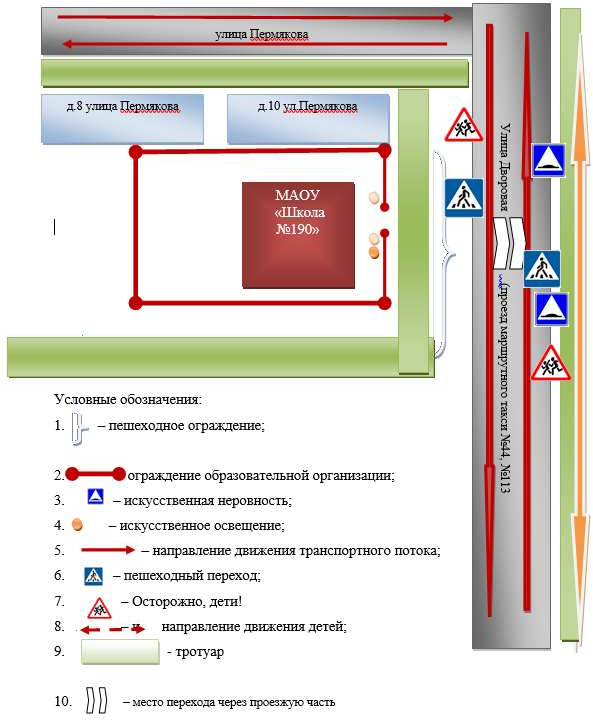 улица Пермякова
д.8 улица Пермякова
д.10 ул.Пермякова
МАОУ
«Школа
№190»
Улица Дворовая (проезд маршрутного такси №44, №113
Условные обозначения:
1. – пешеходное ограждение;
2. ограждение образовательной организации;
3. – искусственная неровность;
4. – искусственное освещение;
5. – направление движения транспортного потока;
6. – пешеходный переход;
7. – Осторожно, дети!
8. – и направление движения детей;
9. - тротуар
10. – место перехода через проезжую часть